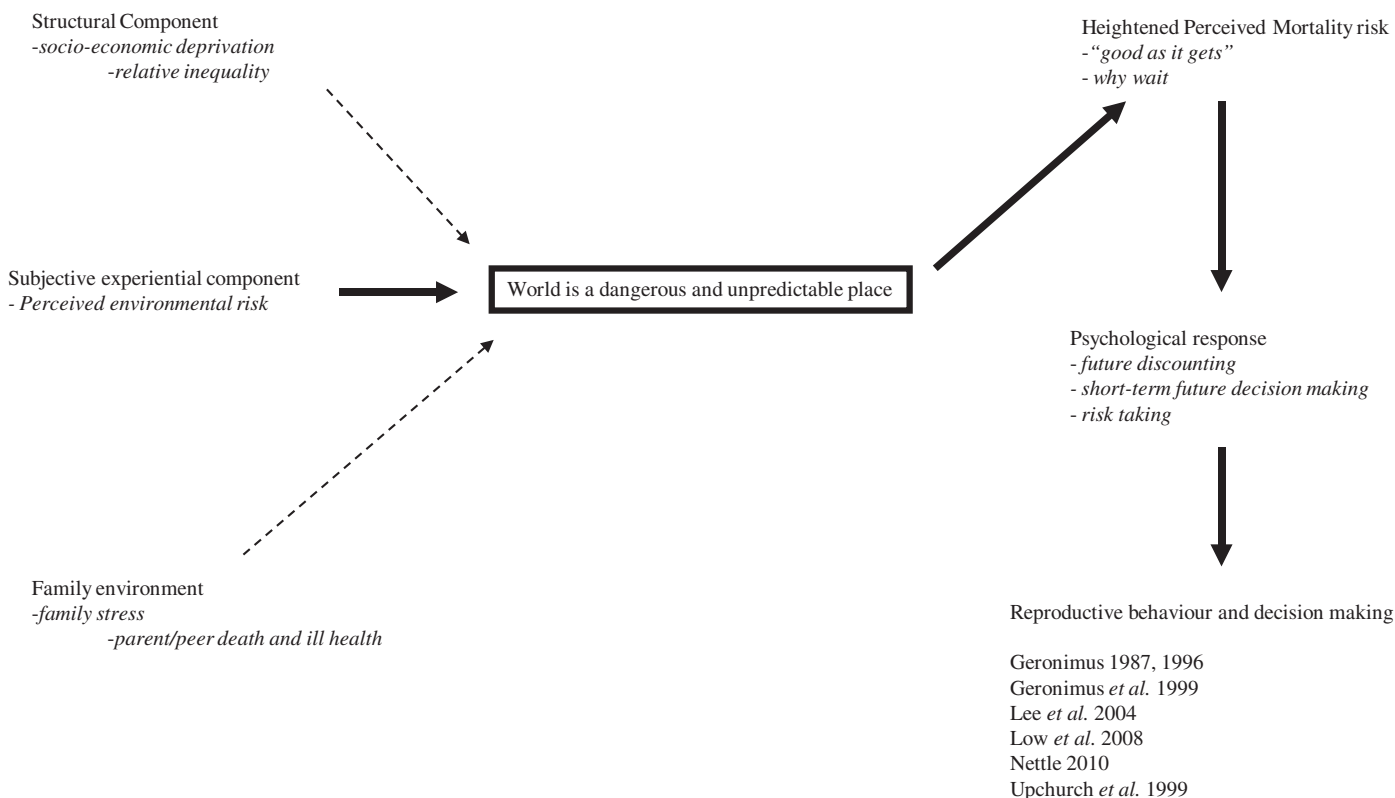 Structural Component
-socio-economic deprivation
-relative inequality
Subjective experiential component
- Perceived environmental risk
Family environment
-family stress
-parent/peer death and ill health
World is a dangerous and unpredictable place
Heightened Perceived Mortality risk
-“good as it gets”
- why wait
Psychological response
- future discounting
- short-term future decision making
- risk taking
Reproductive behaviour and decision making
Geronimus 1987, 1996
Geronimus et al. 1999
Lee et al. 2004
Low et al. 2008
Nettle 2010
Upchurch et al. 1999